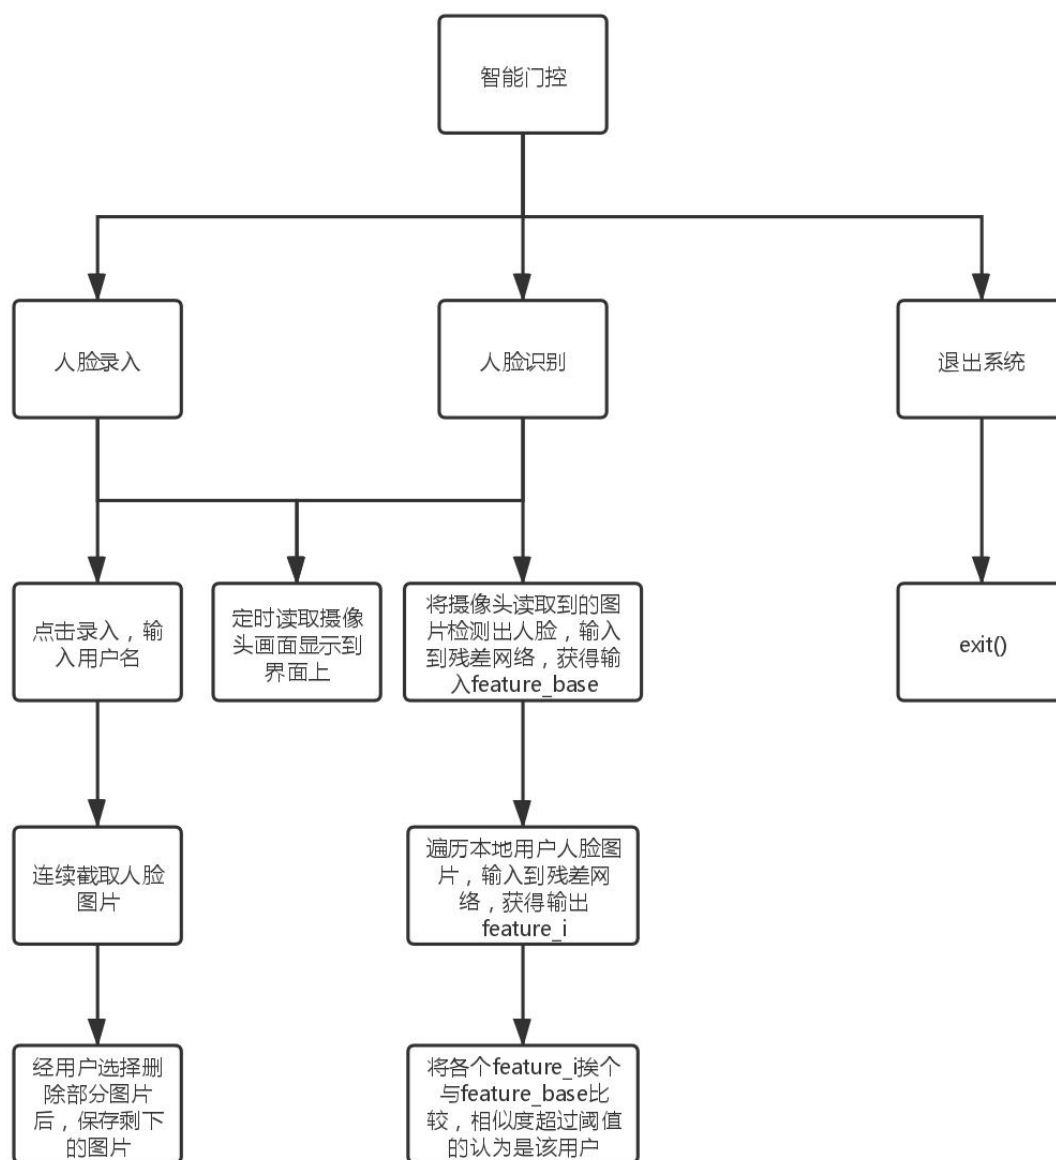 智能门控
人脸录入
人脸识别
退出系统
点击录入，输
入用户名
定时读取摄像
头画面显示到
界面上
将摄像头读取到的图
片检测出人脸，输入
到残差网络，获得输
入feature_base
exit()
连续截取人脸
图片
遍历本地用户人脸图
片，输入到残差网
络，获得输出
feature_i
经用户选择删
除部分图片
后，保存剩下
的图片
将各个feature_i挨个
与feature_base比
较，相似度超过阈值
的认为是该用户